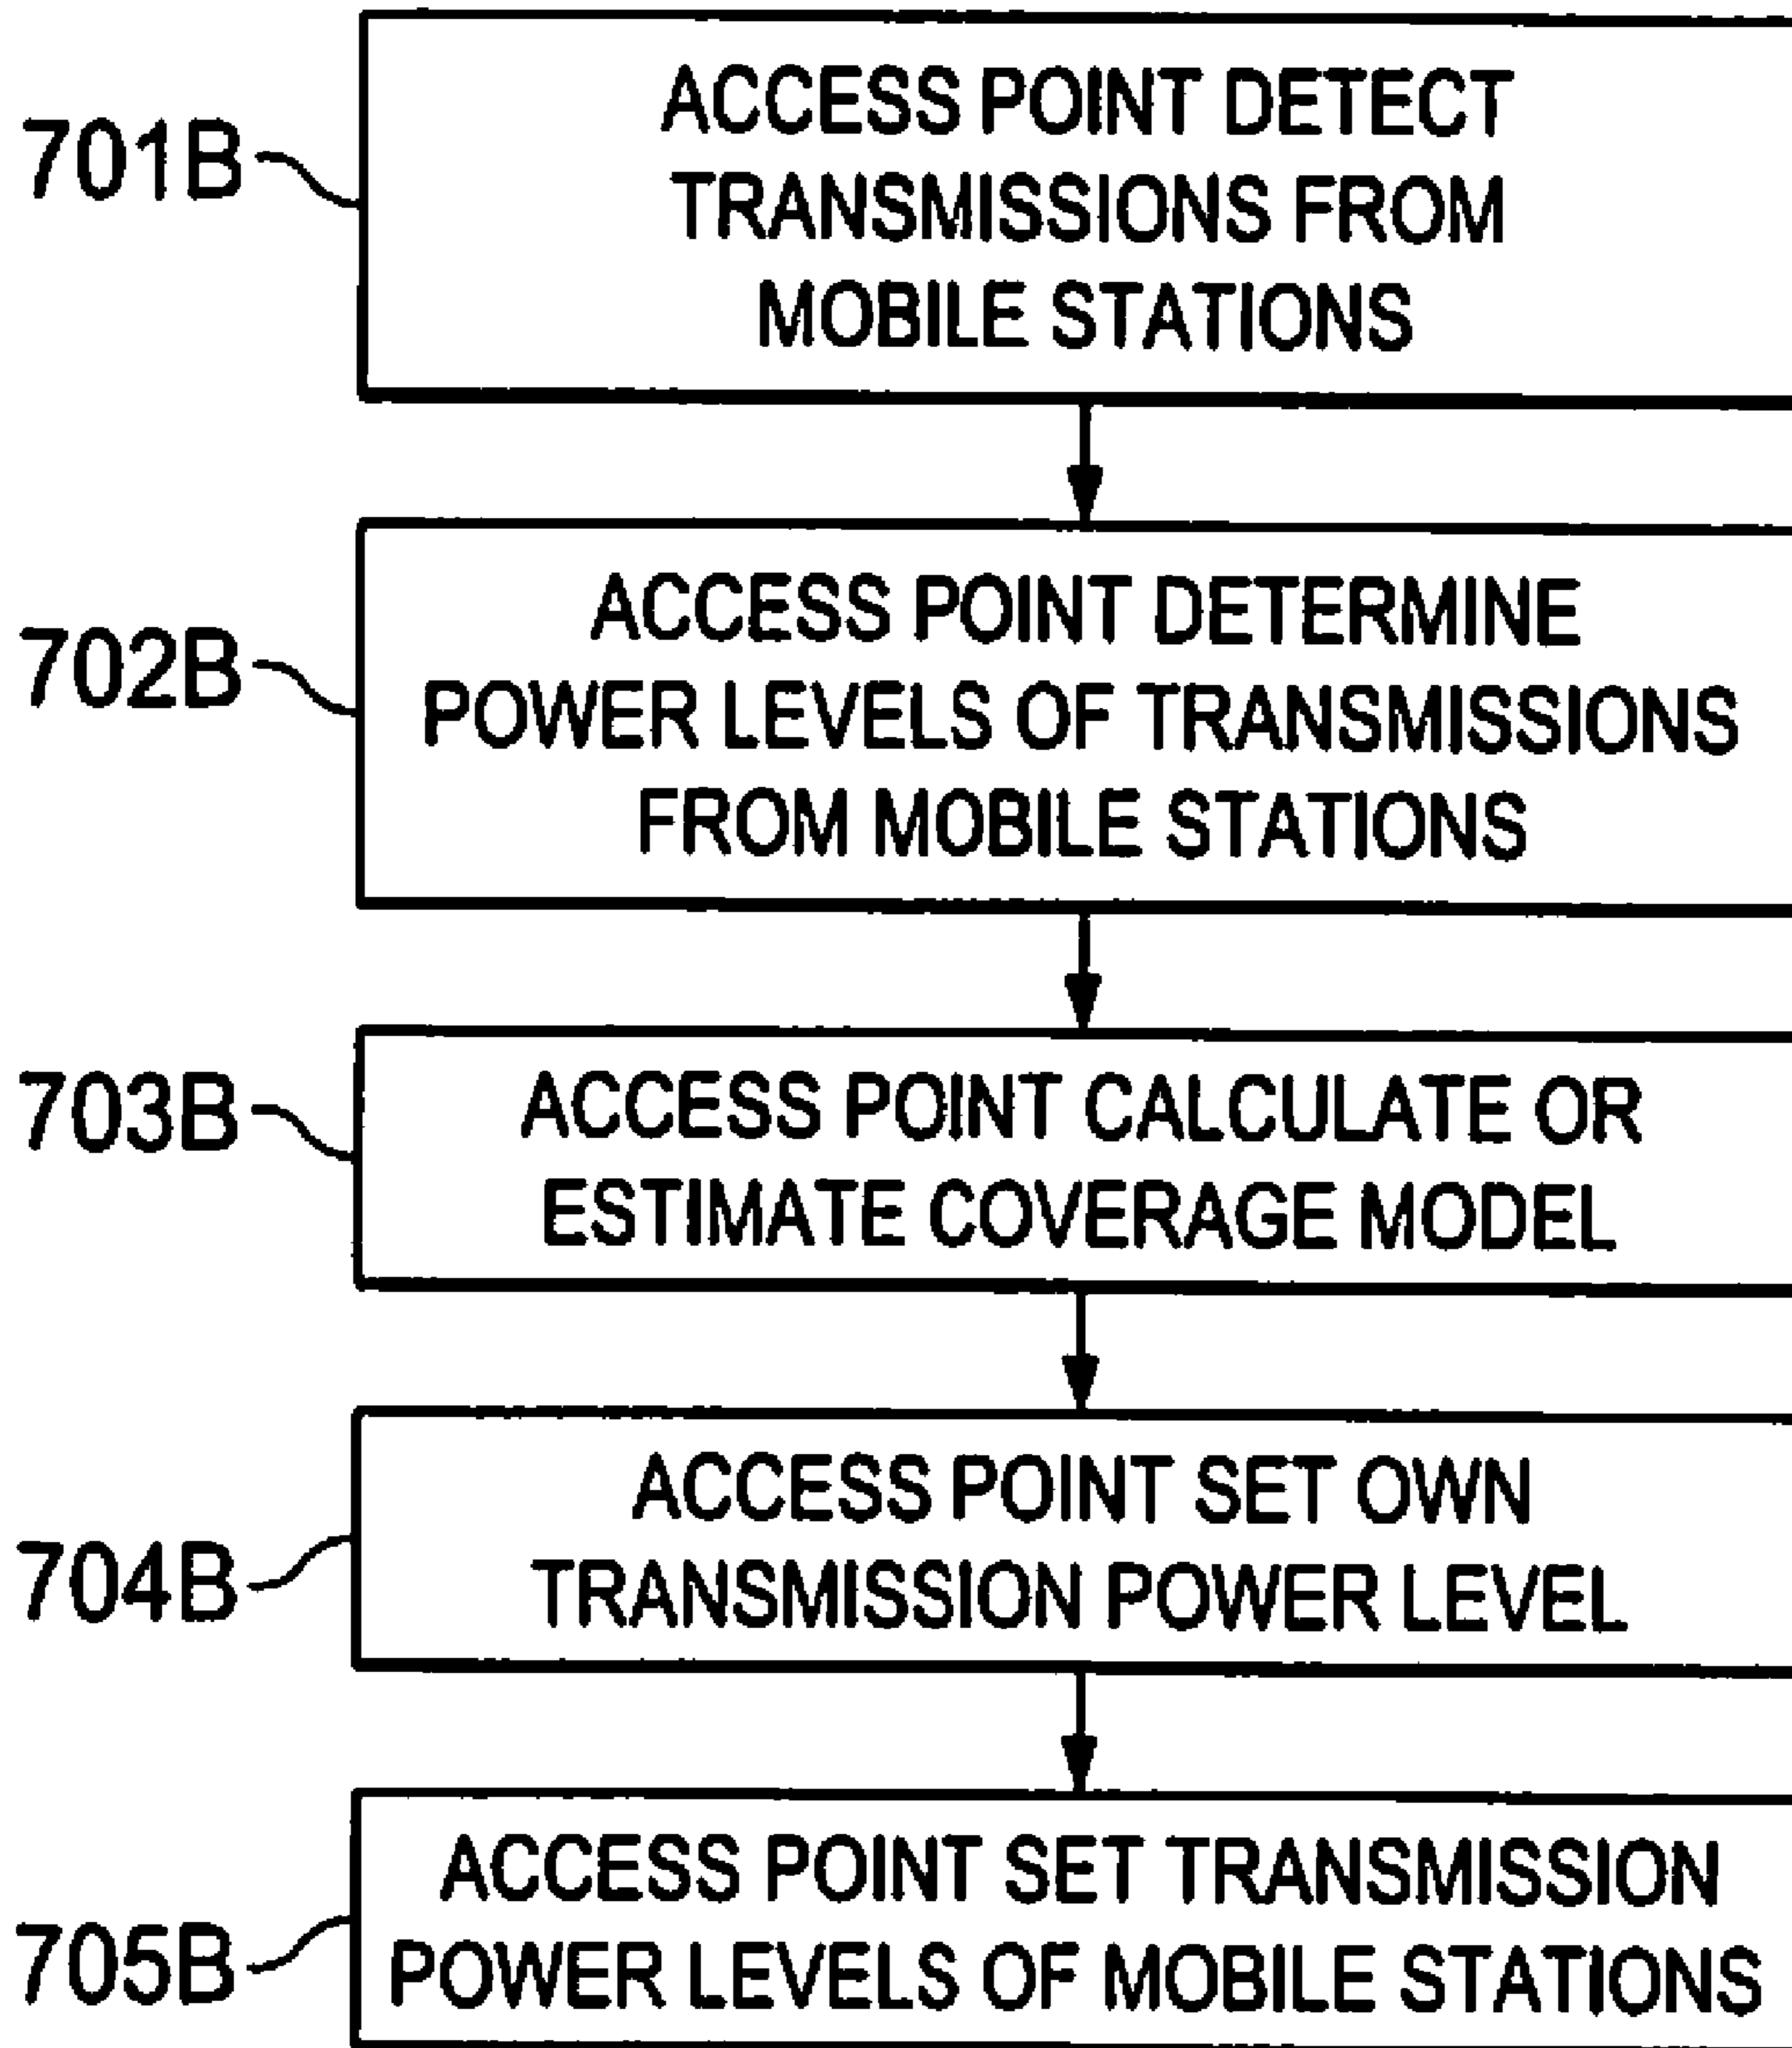 701B
ACCESS POINT DETECT
TRANSMISSIONS FROM
MOBILE STATIONS
702B
ACCESS POINT DETERMINE
POWER LEVELS OF TRANSMISSIONS
FROM MOBILE STATIONS
703B
ACCESS POINT CALCULATE OR
ESTIMATE COVERAGE MODEL
704B
ACCESS POINT SET OWN
TRANSMISSION POWER LEVEL
705B
ACCESS POINT SET TRANSMISSION
POWER LEVELS OF MOBILE STATIONS